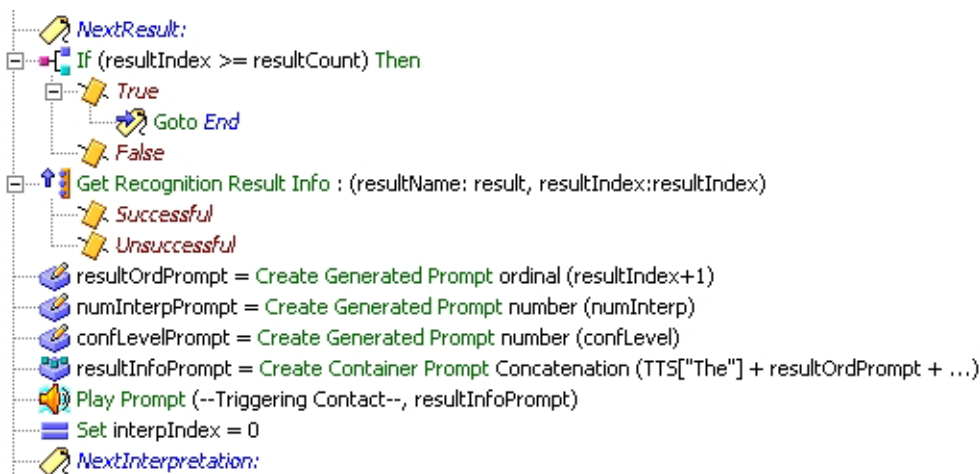 NextResult:
If (resultIndex >= resultCount) Then
True
Goto End
False
Get Recognition Result Info : (resultName: result, resultIndex:resultIndex)
Successful
Unsuccessful
resultOrdPrompt = Create Generated Prompt ordinal (resultIndex+1)
numInterpPrompt = Create Generated Prompt number (numInterp)
confLevelPrompt = Create Generated Prompt number (confLevel)
resultInfoPrompt = Create Container Prompt Concatenation (TTS["The"] + resultOrdPrompt + ...)
Play Prompt (--Triggering Contact--, resultInfoPrompt)
Set interpIndex = 0
NextInterpretation: